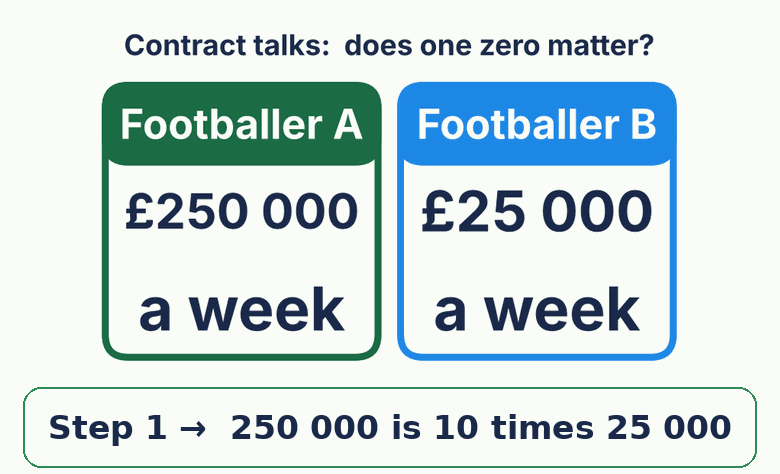 Contract talks: does one zero matter?
Footballer A
£250 000
a week
Footballer B
£25 000
a week
Step 1 → 250 000 is 10 times 25 000